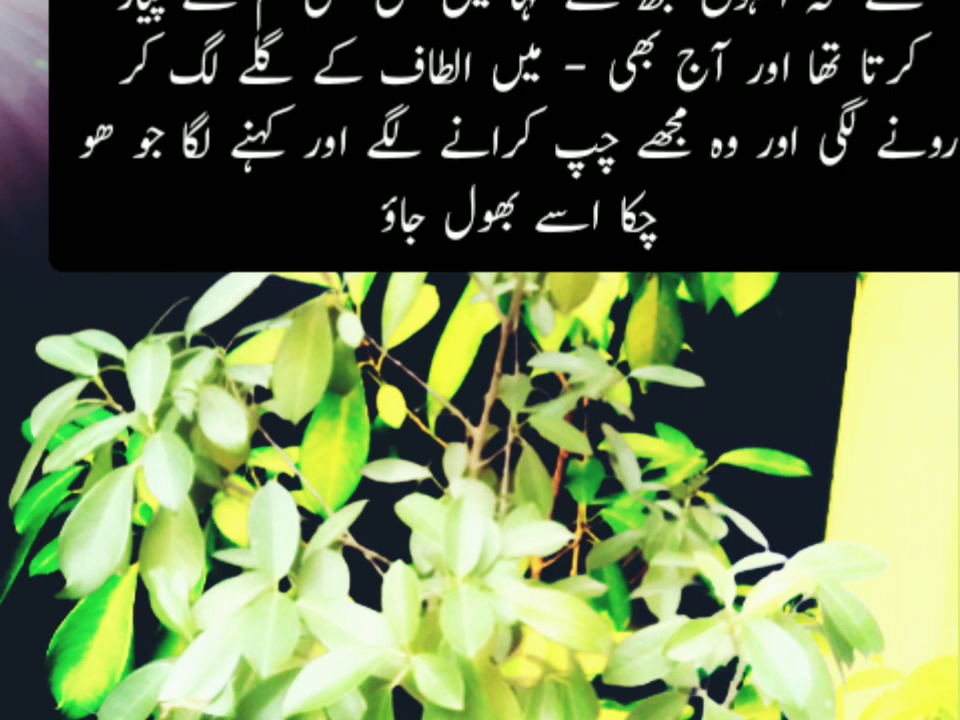 کرتا تھا اور آج بھی - میں الطاف کے گلے لگ کر
رونے لگی اور وہ مجھے چپ کرانے لگے اور کہنے لگا جو ھو
چکا اسے بھول جاؤ